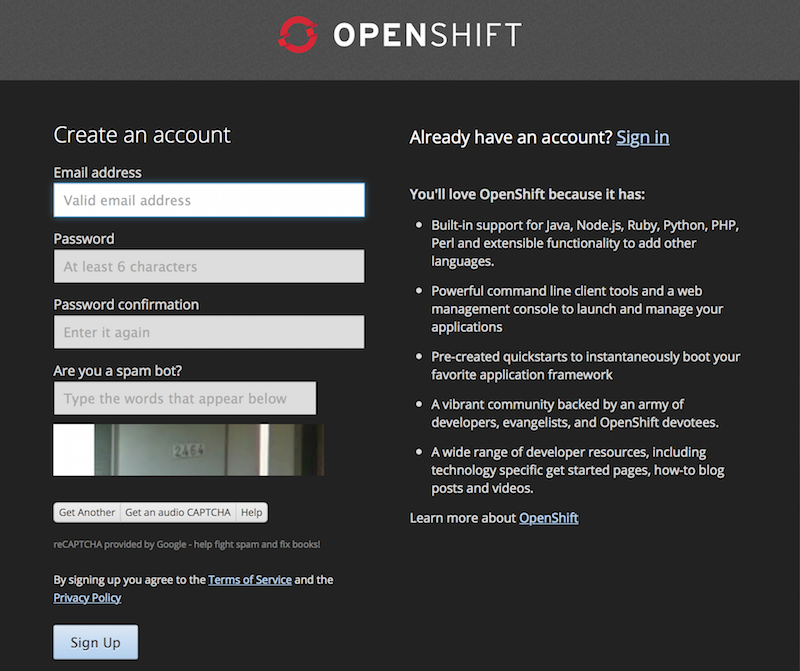 OPENSHIFT
Create an account
Email address
Valid email address
Password
At least 6 characters
Password confirmation
Enter it again
Are you a spam bot?
Type the words that appear below
2464
Get Another Get an audio CAPTCHA Help
reCAPTCHA provided by Google - help fight spam and fix books!
By signing up you agree to the Terms of Service and the
Privacy Policy
Sign Up
Already have an account? Sign in
You'll love OpenShift because it has:
Built-in support for Java, Node.js, Ruby, Python, PHP,
Perl and extensible functionality to add other
languages.
Powerful command line client tools and a web
management console to launch and manage your
applications
Pre-created quickstarts to instantaneously boot your
favorite application framework
A vibrant community backed by an army of
developers, evangelists, and OpenShift devotees.
A wide range of developer resources, including
technology specific get started pages, how-to blog
posts and videos.
Learn more about OpenShift